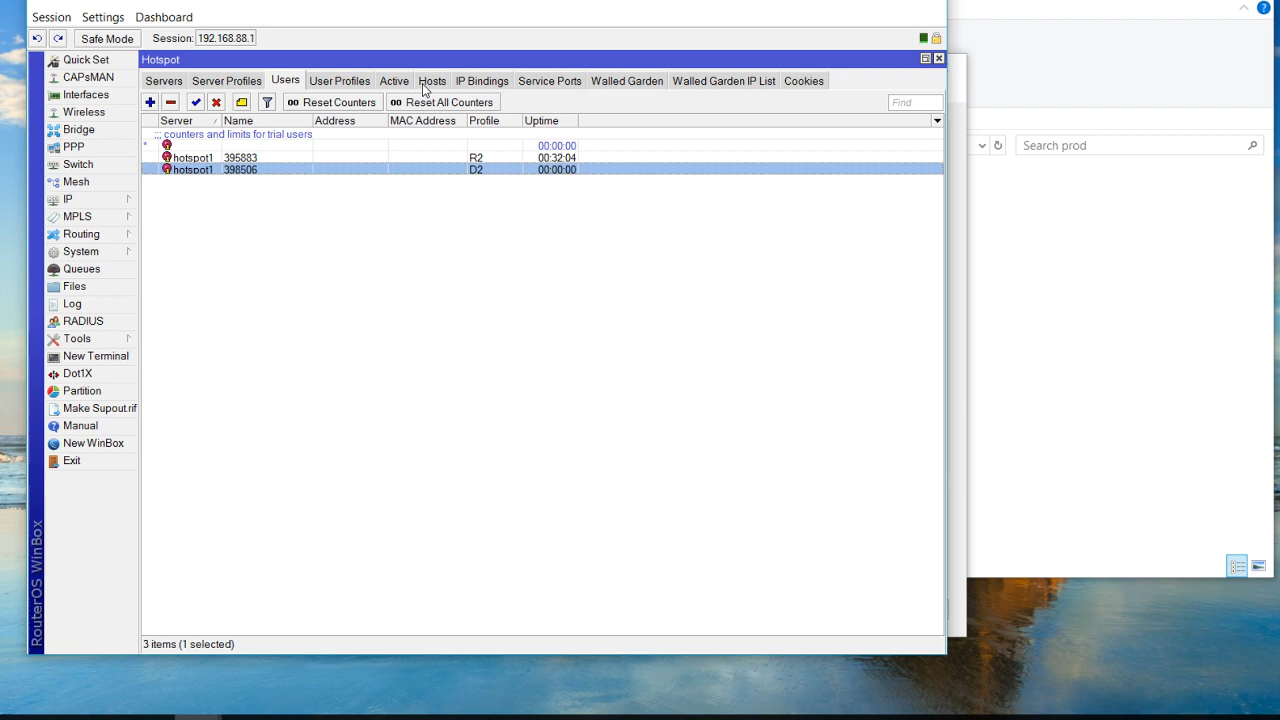 Session Settings Dashboard
Safe Mode Session: 192.168.88.1
Hotspot
Servers Server Profiles Users User Profiles Active Hosts IP Bindings Service Ports Walled Garden Walled Garden IP List Cookies
Reset Counters Reset All Counters Find
Server Name Address MAC Address Profile Uptime
;;; counters and limits for trial users
* 00:00:00
hotspot1 395883 R2 00:32:04
hotspot1 398506 D2 00:00:00
3 items (1 selected)
Quick Set
CAPsMAN
Interfaces
Wireless
Bridge
PPP
Switch
Mesh
IP
MPLS
Routing
System
Queues
Files
Log
RADIUS
Tools
New Terminal
Dot1X
Partition
Make Supout.rif
Manual
New WinBox
Exit
RouterOS WinBox
Search prod